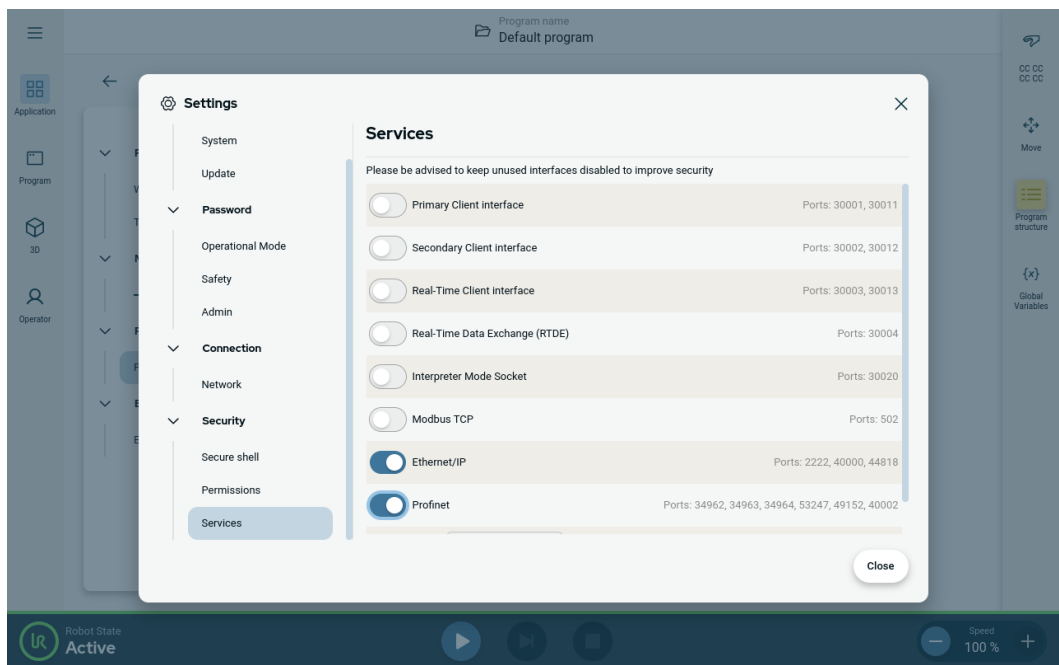 Program name
Default program
Application
Program
3D
Operator
Settings
System
Update
Password
Operational Mode
Safety
Admin
Connection
Network
Security
Secure shell
Permissions
Services
Services
Please be advised to keep unused interfaces disabled to improve security
Primary Client interface Ports: 30001, 30011
Secondary Client interface Ports: 30002, 30012
Real-Time Client interface Ports: 30003, 30013
Real-Time Data Exchange (RTDE) Ports: 30004
Interpreter Mode Socket Ports: 30020
Modbus TCP Ports: 502
Ethernet/IP Ports: 2222, 40000, 44818
Profinet Ports: 34962, 34963, 34964, 53247, 49152, 40002
Close
CC CC
CC CC
Move
Program
structure
{x}
Global
Variables
Robot State
Active
Speed
100 %